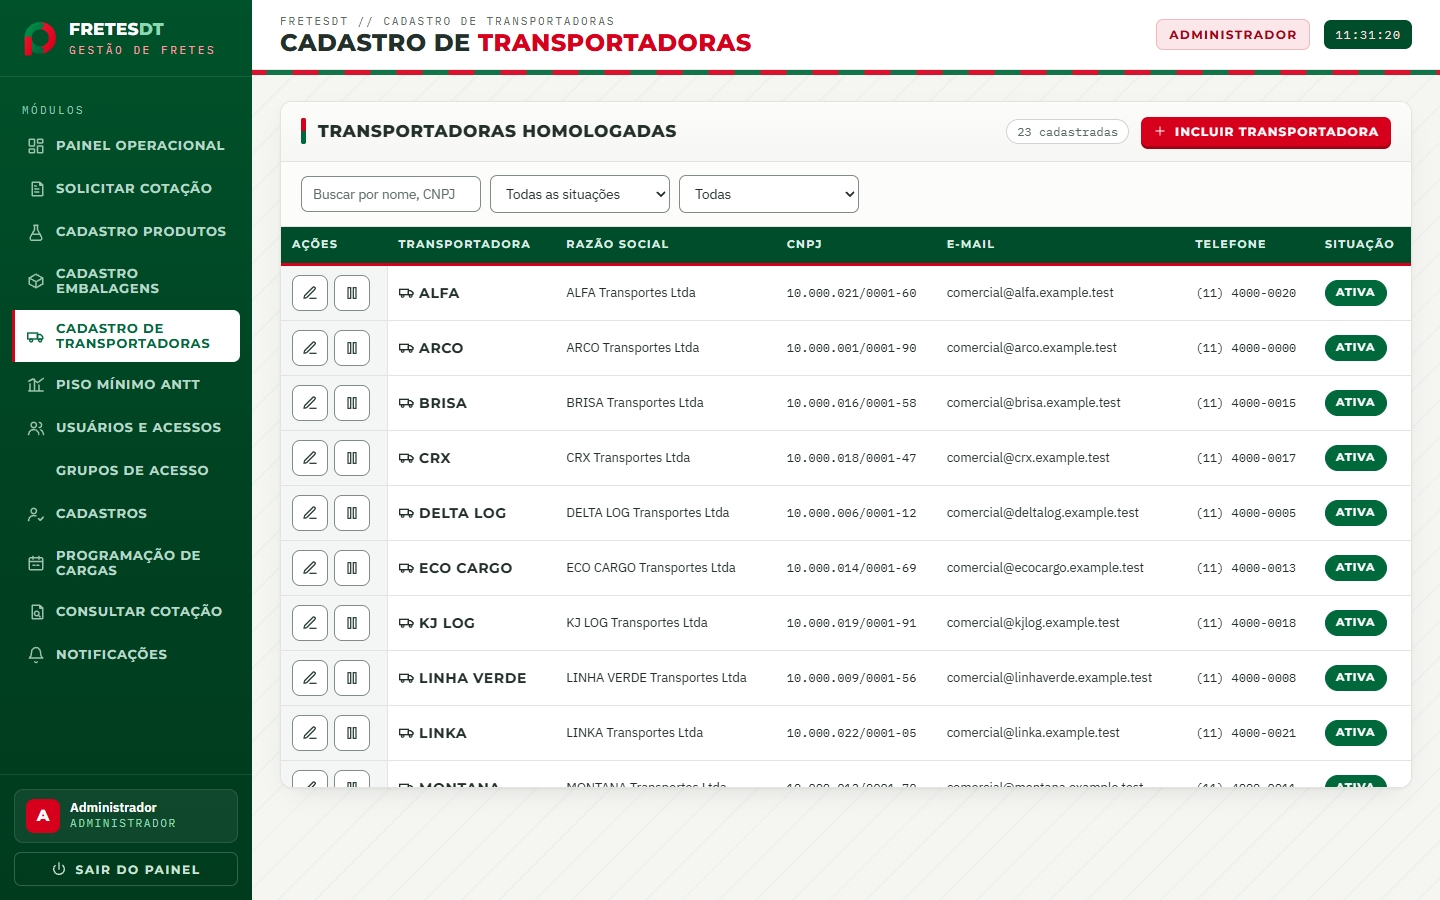 FRETESDT
GESTÃO DE FRETES
MÓDULOS
PAINEL OPERACIONAL
SOLICITAR COTAÇÃO
CADASTRO PRODUTOS
CADASTRO
EMBALAGENS
CADASTRO DE
TRANSPORTADORAS
PISO MÍNIMO ANTT
USUÁRIOS E ACESSOS
GRUPOS DE ACESSO
CADASTROS
PROGRAMAÇÃO DE
CARGAS
CONSULTAR COTAÇÃO
NOTIFICAÇÕES
A
Administrador
ADMINISTRADOR
SAIR DO PAINEL
FRETESDT // CADASTRO DE TRANSPORTADORAS
CADASTRO DE TRANSPORTADORAS
ADMINISTRADOR
11:31:20
TRANSPORTADORAS HOMOLOGADAS
23 cadastradas
+ INCLUIR TRANSPORTADORA
Buscar por nome, CNPJ
Todas as situações
Todas
AÇÕES TRANSPORTADORA RAZÃO SOCIAL CNPJ E-MAIL TELEFONE SITUAÇÃO
ALFA ALFA Transportes Ltda 10.000.021/0001-60 comercial@alfa.example.test (11) 4000-0020 ATIVA
ARCO ARCO Transportes Ltda 10.000.001/0001-90 comercial@arco.example.test (11) 4000-0000 ATIVA
BRISA BRISA Transportes Ltda 10.000.016/0001-58 comercial@brisa.example.test (11) 4000-0015 ATIVA
CRX CRX Transportes Ltda 10.000.018/0001-47 comercial@crx.example.test (11) 4000-0017 ATIVA
DELTA LOG DELTA LOG Transportes Ltda 10.000.006/0001-12 comercial@deltalog.example.test (11) 4000-0005 ATIVA
ECO CARGO ECO CARGO Transportes Ltda 10.000.014/0001-69 comercial@ecocargo.example.test (11) 4000-0013 ATIVA
KJ LOG KJ LOG Transportes Ltda 10.000.019/0001-91 comercial@kjlog.example.test (11) 4000-0018 ATIVA
LINHA VERDE LINHA VERDE Transportes Ltda 10.000.009/0001-56 comercial@linhaverde.example.test (11) 4000-0008 ATIVA
LINKA LINKA Transportes Ltda 10.000.022/0001-05 comercial@linka.example.test (11) 4000-0021 ATIVA
MONTANA MONTANA Transportes Ltda comercial@montana.example.test ATIVA